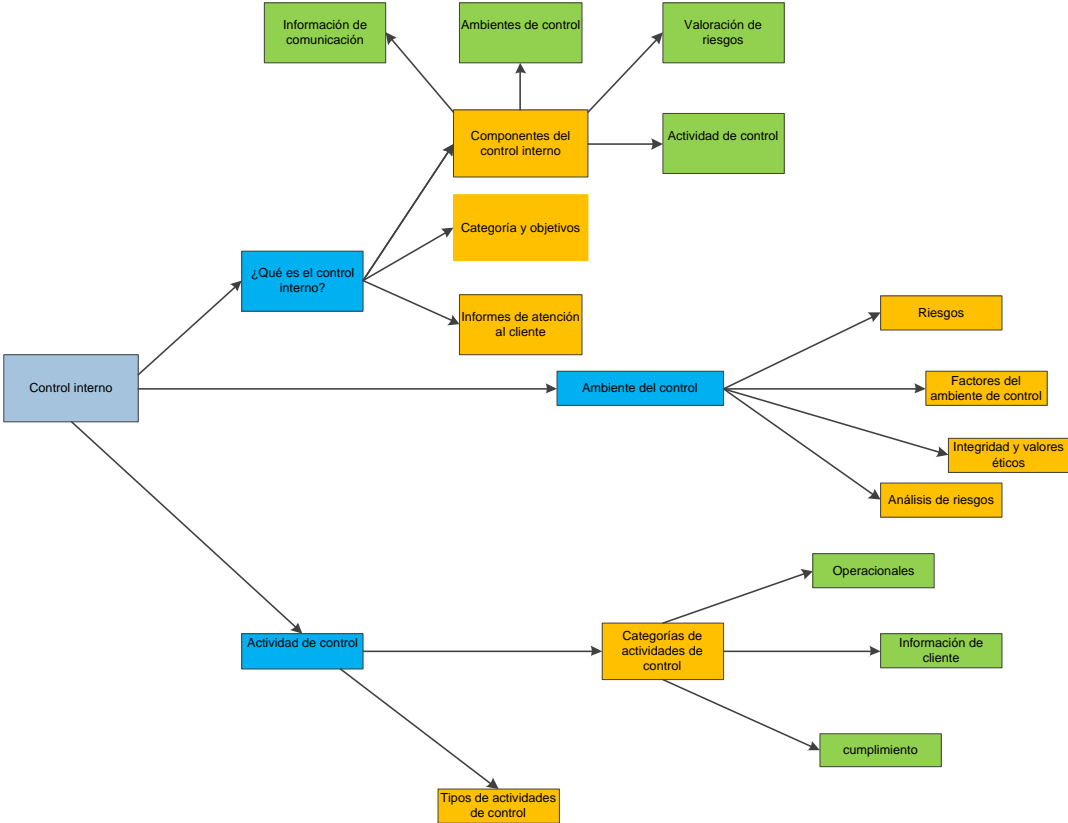 Información de
comunicación
Ambientes de control
Valoración de
riesgos
Componentes del
control interno
Actividad de control
Categoría y objetivos
¿Qué es el control
interno?
Informes de atención
al cliente
Riesgos
Control interno
Ambiente del control
Factores del
ambiente de control
Integridad y valores
éticos
Análisis de riesgos
Operacionales
Actividad de control
Categorías de
actividades de
control
Información de
cliente
cumplimiento
Tipos de actividades
de control